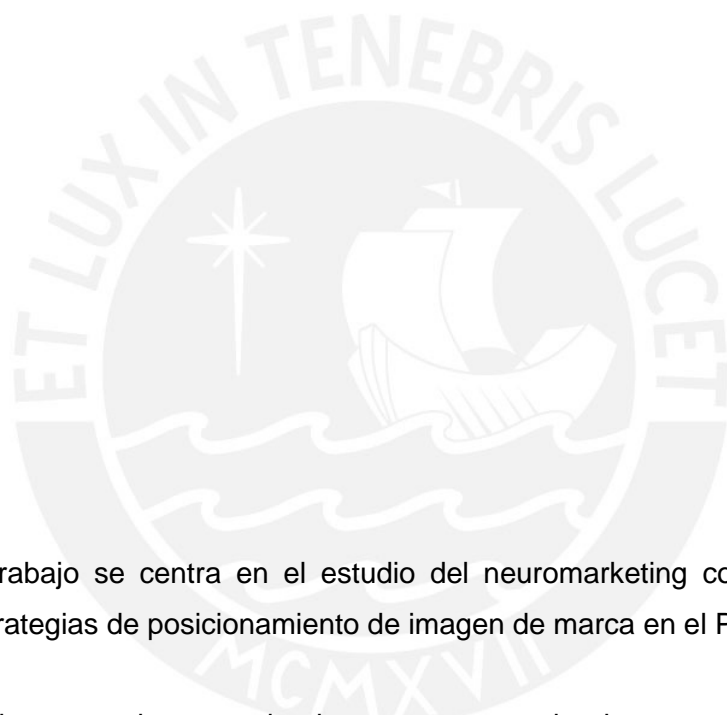 ET LUX IN TENEBRIS LUCET
MCMXVII
rabajo se centra en el estudio del neuromarketing co
rategias de posicionamiento de imagen de marca en el P